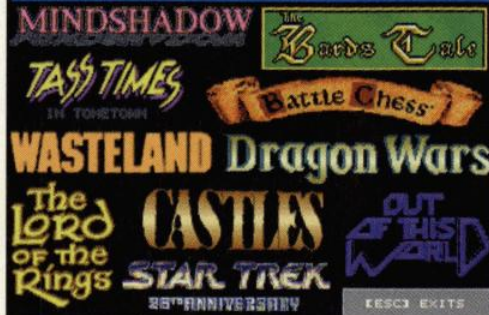 MINDSHADOW
The Bards Tale
TASS TIMES
IN TONETOWN
Battle Chess
WASTELAND
Dragon Wars
The Lord of the Rings
CASTLES
OUT OF THIS WORLD
STAR TREK
25TH ANNIVERSARY
[ESC] EXITS